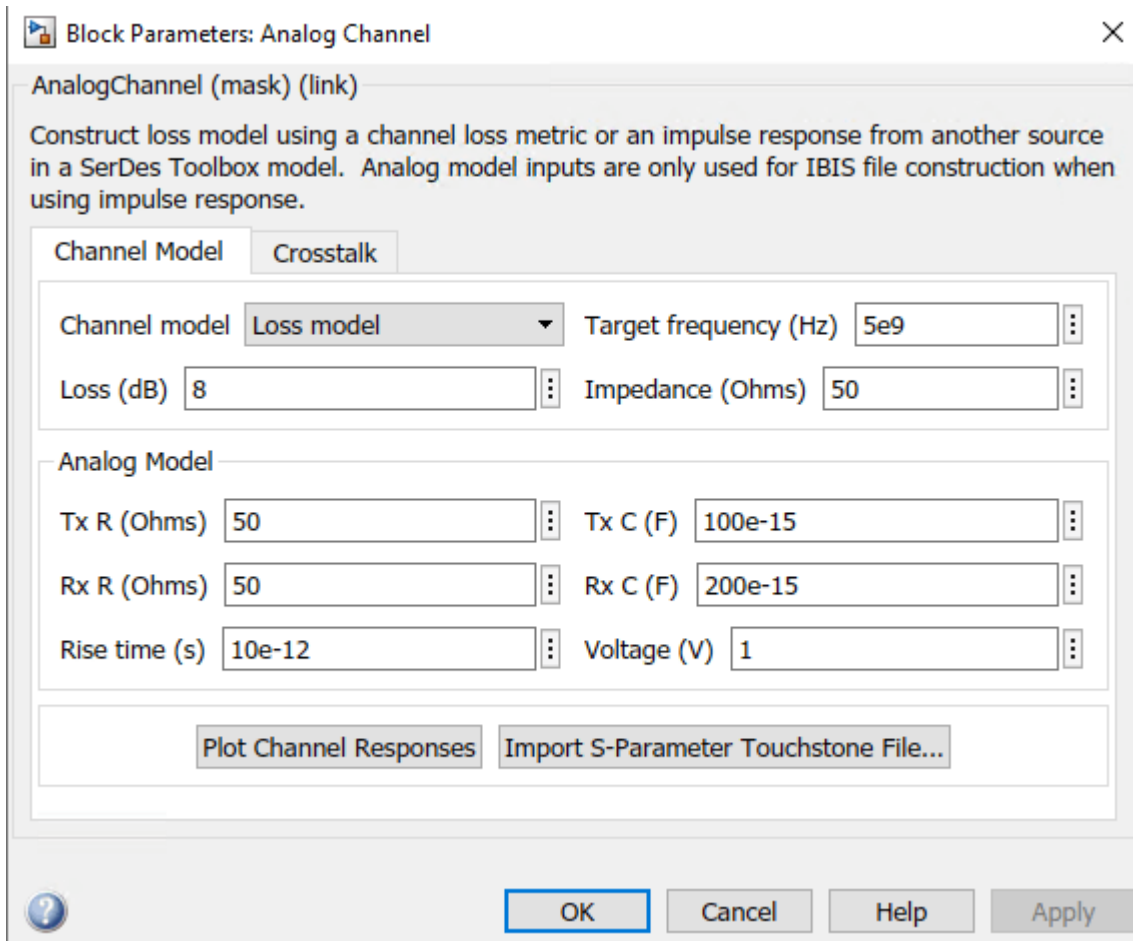 Block Parameters: Analog Channel
AnalogChannel (mask) (link)
Construct loss model using a channel loss metric or an impulse response from another source
in a SerDes Toolbox model.  Analog model inputs are only used for IBIS file construction when
using impulse response.
Channel Model Crosstalk
Channel model Loss model Target frequency (Hz) 5e9
Loss (dB) 8 Impedance (Ohms) 50
Analog Model
Tx R (Ohms) 50 Tx C (F) 100e-15
Rx R (Ohms) 50 Rx C (F) 200e-15
Rise time (s) 10e-12 Voltage (V) 1
Plot Channel Responses Import S-Parameter Touchstone File...
OK Cancel Help Apply